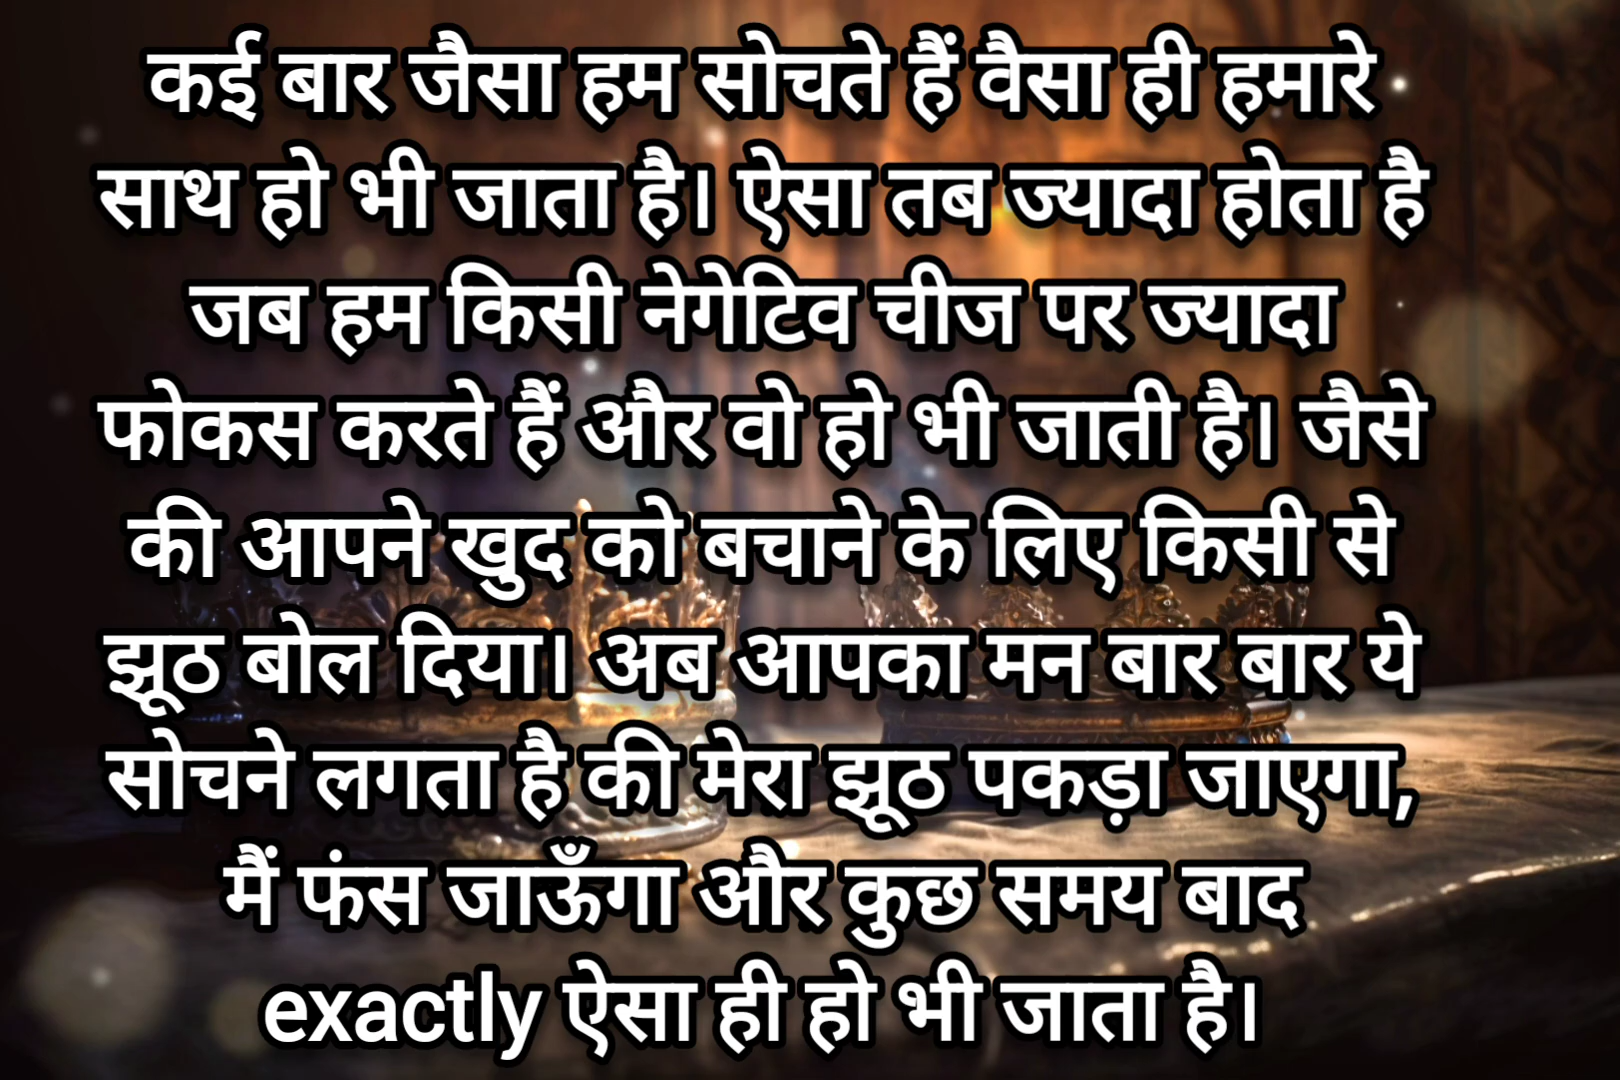 कई बार जैसा हम सोचते हैं वैसा ही हमारे
साथ हो भी जाता है। ऐसा तब ज्यादा होता है
जब हम किसी नेगेटिव चीज पर ज्यादा
फोकस करते हैं और वो हो भी जाती है। जैसे
की आपने खुद को बचाने के लिए किसी से
झूठ बोल दिया। अब आपका मन बार बार ये
सोचने लगता है की मेरा झूठ पकड़ा जाएगा,
मैं फंस जाऊँगा और कुछ समय बाद
exactly ऐसा ही हो भी जाता है।